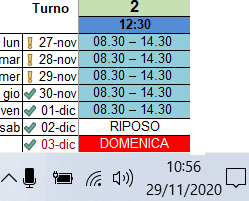 Turno 2
12:30
lun 27-nov 08.30 – 14.30
mar 28-nov 08.30 – 14.30
mer 29-nov 08.30 – 14.30
gio 30-nov 08.30 – 14.30
ven 01-dic 08.30 – 14.30
sab 02-dic RIPOSO
03-dic DOMENICA
10:56
29/11/2020